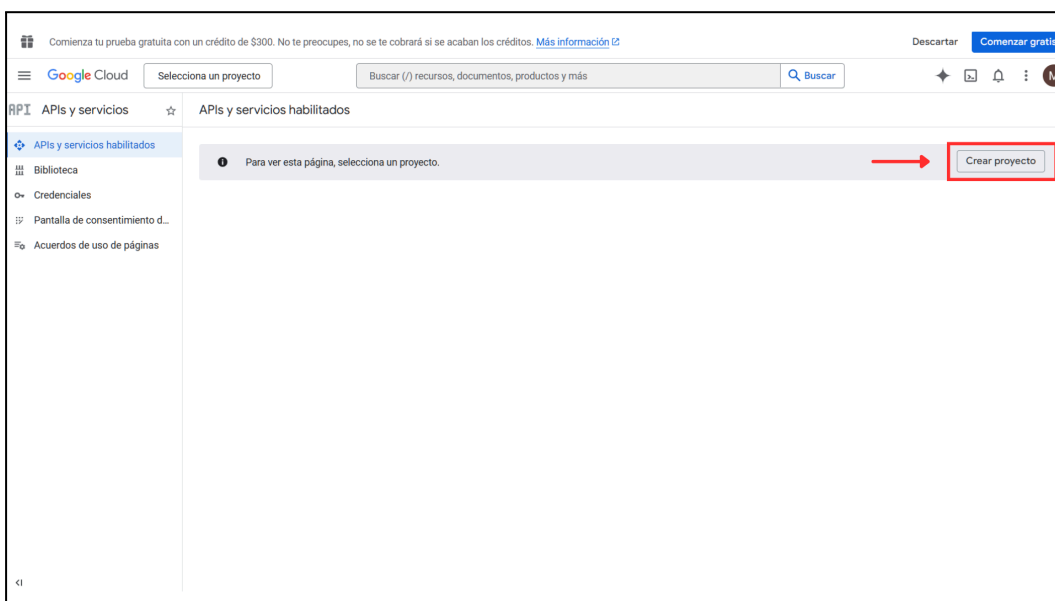 Comienza tu prueba gratuita con un crédito de $300. No te preocupes, no se te cobrará si se acaban los créditos. Más información
Descartar
Comenzar gratis
Google Cloud
Selecciona un proyecto
Buscar (/) recursos, documentos, productos y más
Buscar
M
API APIs y servicios
APIs y servicios habilitados
APIs y servicios habilitados
Biblioteca
Credenciales
Pantalla de consentimiento d...
Acuerdos de uso de páginas
Para ver esta página, selecciona un proyecto.
Crear proyecto